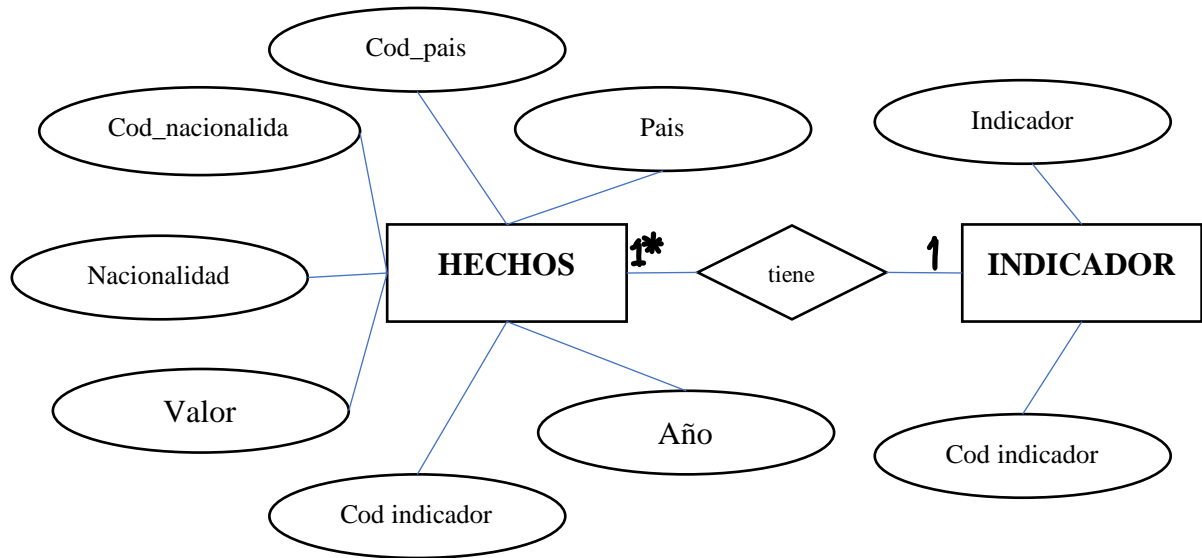 Cod_pais
Cod_nacionalida
Pais
Indicador
HECHOS
1*
tiene
1
INDICADOR
Nacionalidad
Valor
Año
Cod indicador
Cod indicador